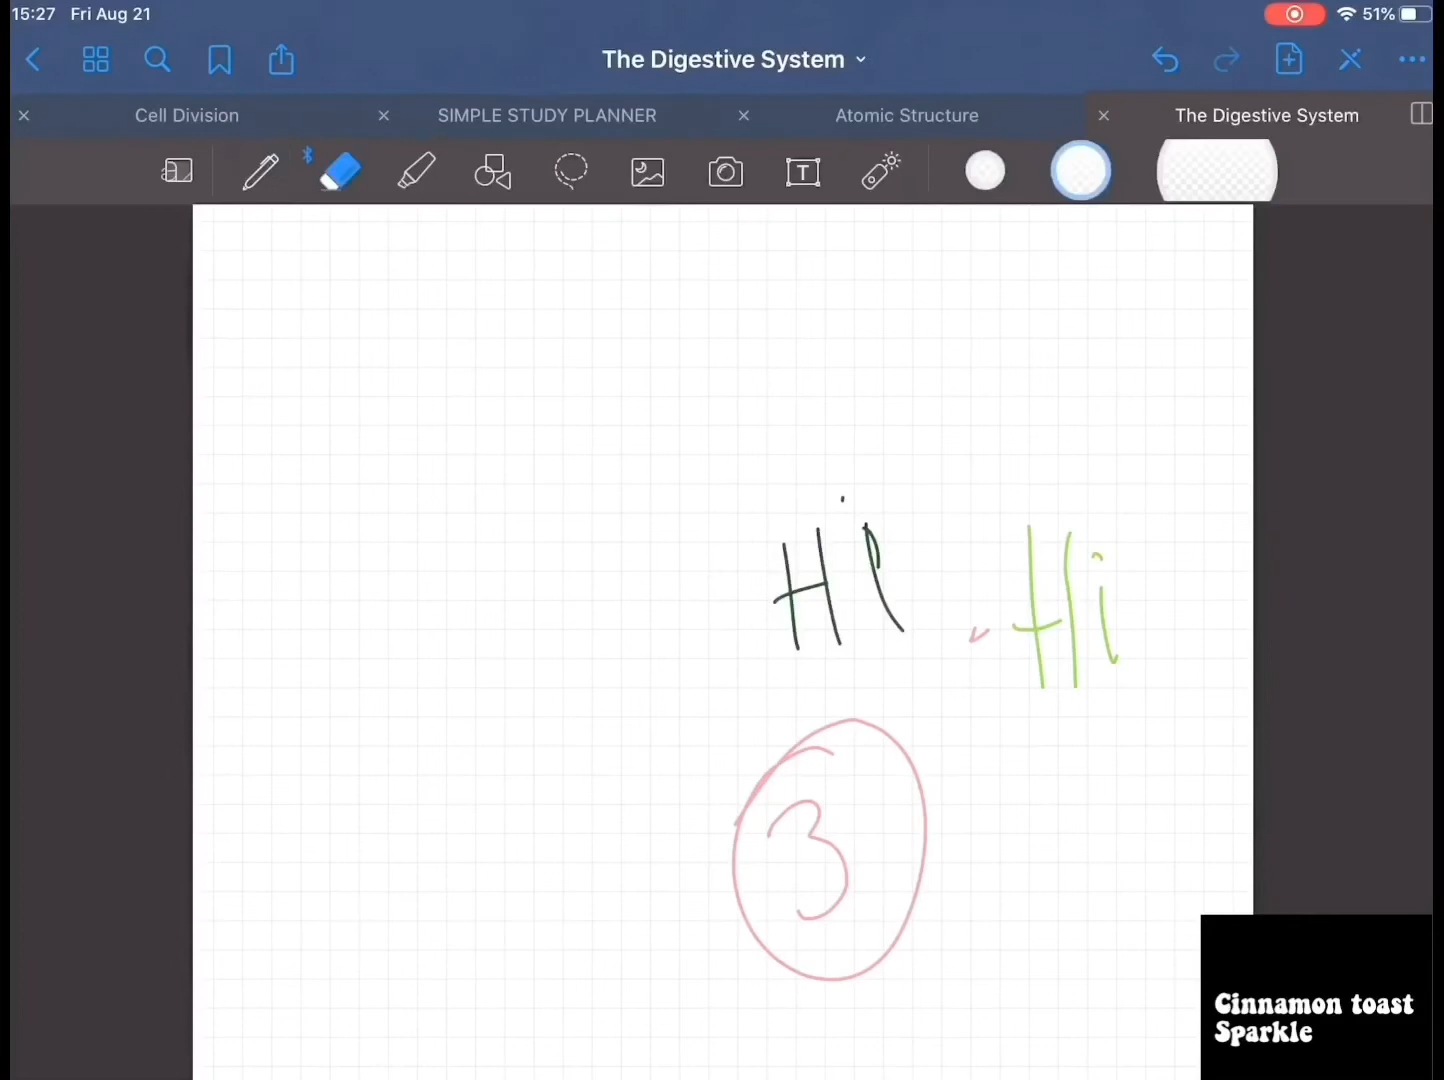 15:27 Fri Aug 21 51%
The Digestive System
Cell Division SIMPLE STUDY PLANNER Atomic Structure The Digestive System
T
Hi Hi
3
Cinnamon toast
Sparkle